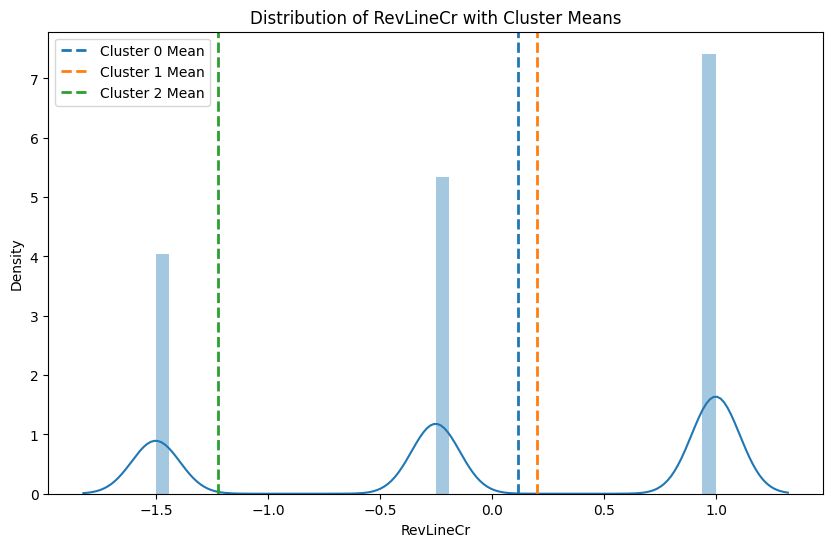 Distribution of RevLineCr with Cluster Means
Cluster 0 Mean
Cluster 1 Mean
Cluster 2 Mean
Density
7
6
5
4
3
2
1
0
−1.5 −1.0 −0.5 0.0 0.5 1.0
RevLineCr